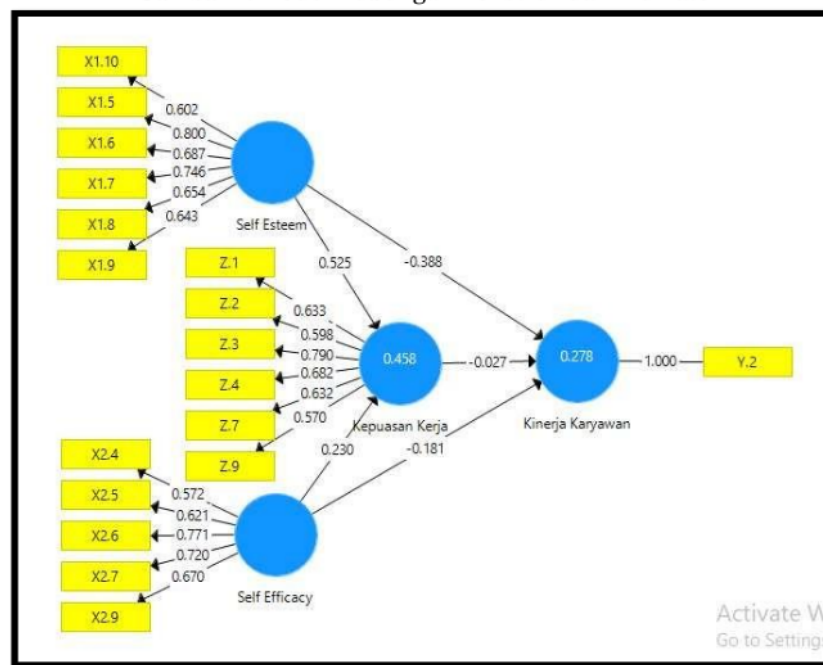 X1.10
X1.5
X1.6
X1.7
X1.8
X1.9
0.602
0.800
0.687
0.746
0.654
0.643
Self Esteem
0.525
-0.388
Z.1
Z.2
Z.3
Z.4
Z.7
Z.9
0.633
0.598
0.790
0.682
0.632
0.570
0.458
Kepuasan Kerja
-0.027
0.278
Kinerja Karyawan
1.000
Y.2
0.230
-0.181
X2.4
X2.5
X2.6
X2.7
X2.9
0.572
0.621
0.771
0.720
0.670
Self Efficacy
Activate W
Go to Setting